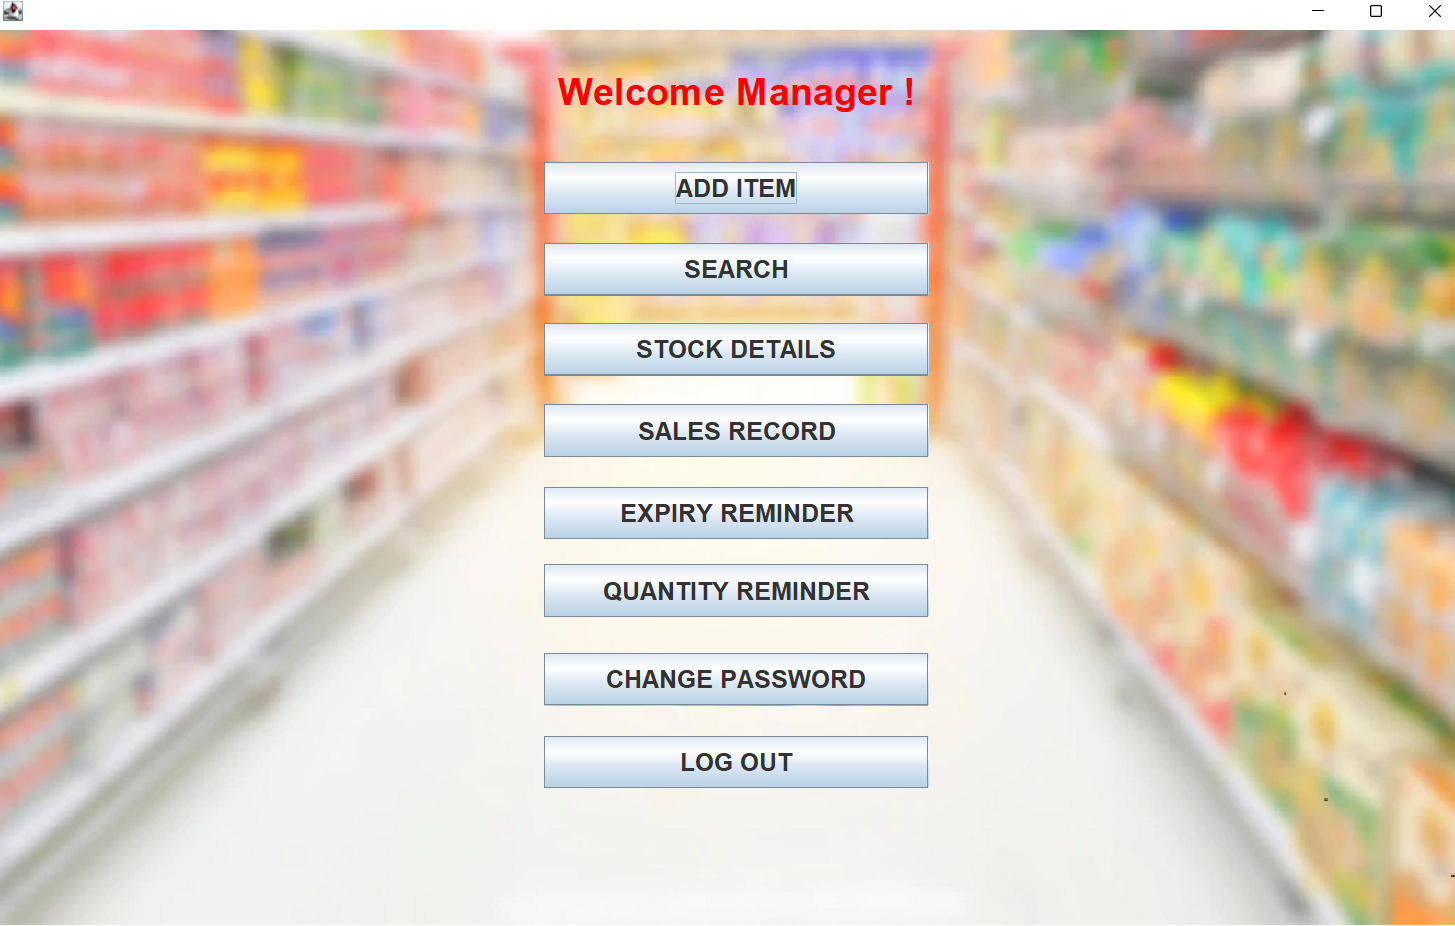 Welcome Manager !
ADD ITEM
SEARCH
STOCK DETAILS
SALES RECORD
EXPIRY REMINDER
QUANTITY REMINDER
CHANGE PASSWORD
LOG OUT